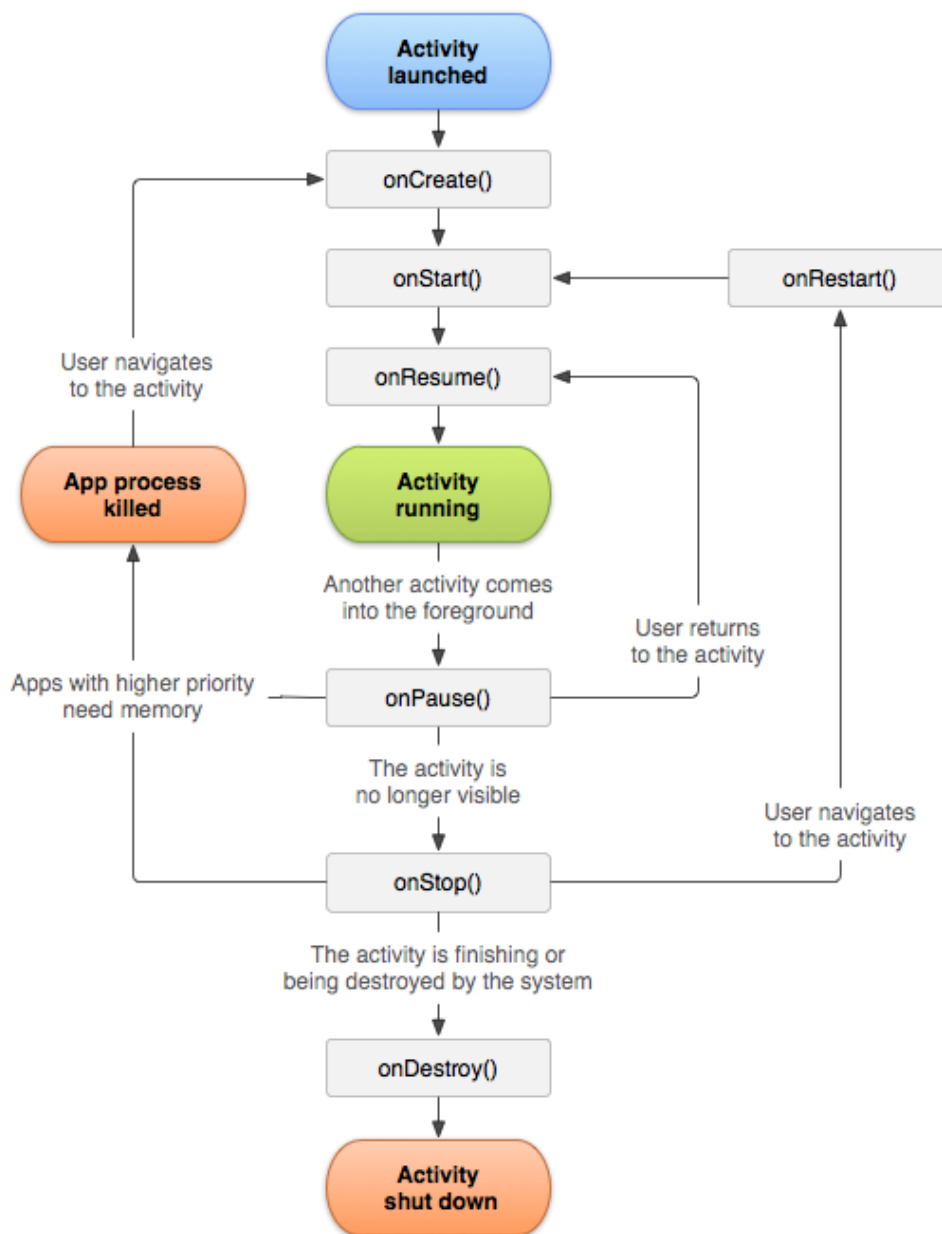 Activity
launched
onCreate()
onStart()
onRestart()
User navigates
to the activity
onResume()
App process
killed
Activity
running
Another activity comes
into the foreground
User returns
to the activity
Apps with higher priority
need memory
onPause()
The activity is
no longer visible
User navigates
to the activity
onStop()
The activity is finishing or
being destroyed by the system
onDestroy()
Activity
shut down